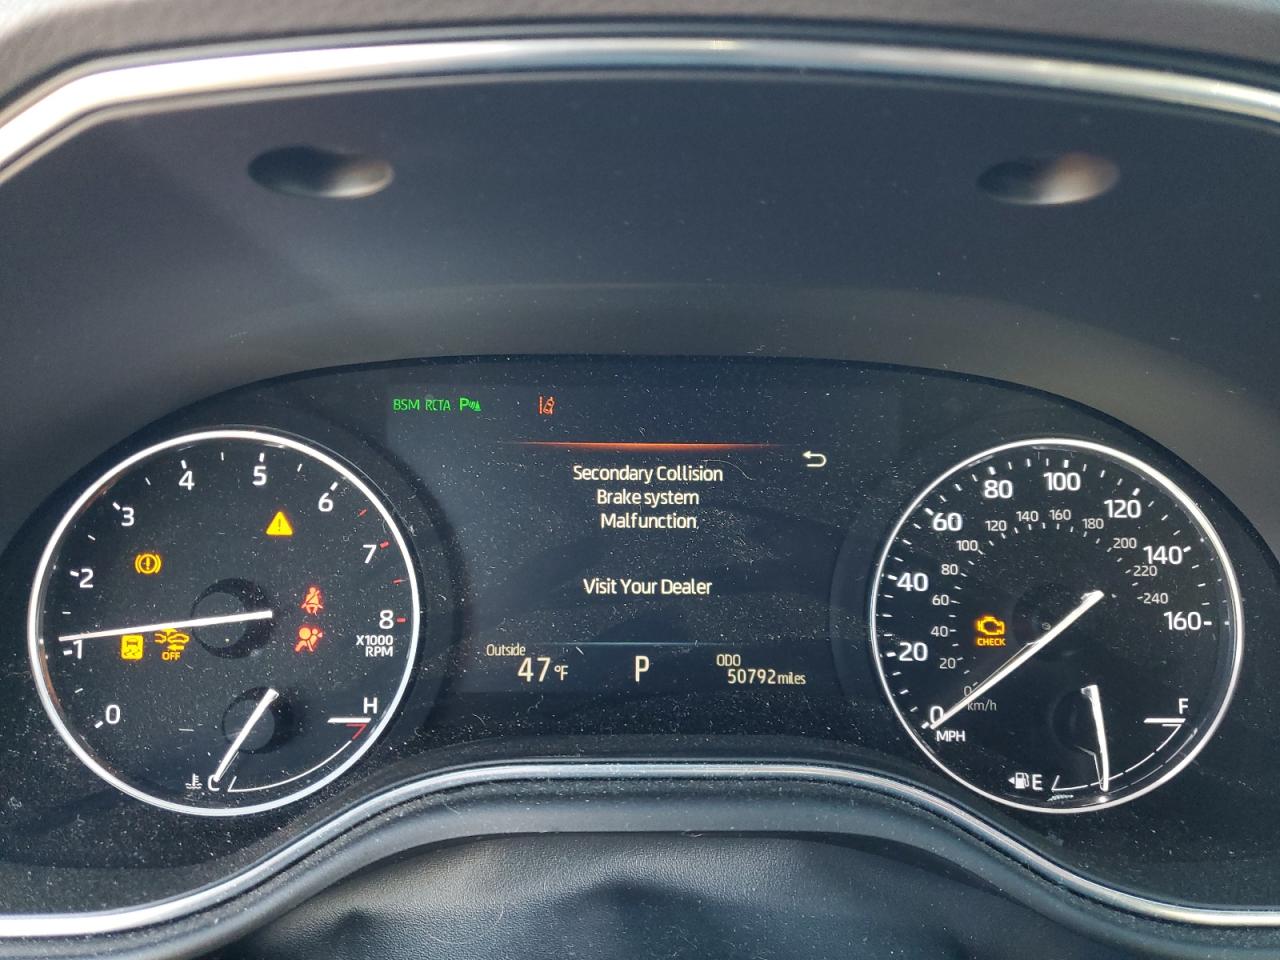 BSM RCTA P
Secondary Collision
Brake system
Malfunction
Visit Your Dealer
Outside
47°F
P
ODO
50792 miles
0
1
2
3
4
5
6
7
8
X1000
RPM
OFF
H
C
0
20
40
60
80
100
120
140
160
MPH
0
20
40
60
80
100
120
140
160
180
200
220
240
km/h
CHECK
F
E